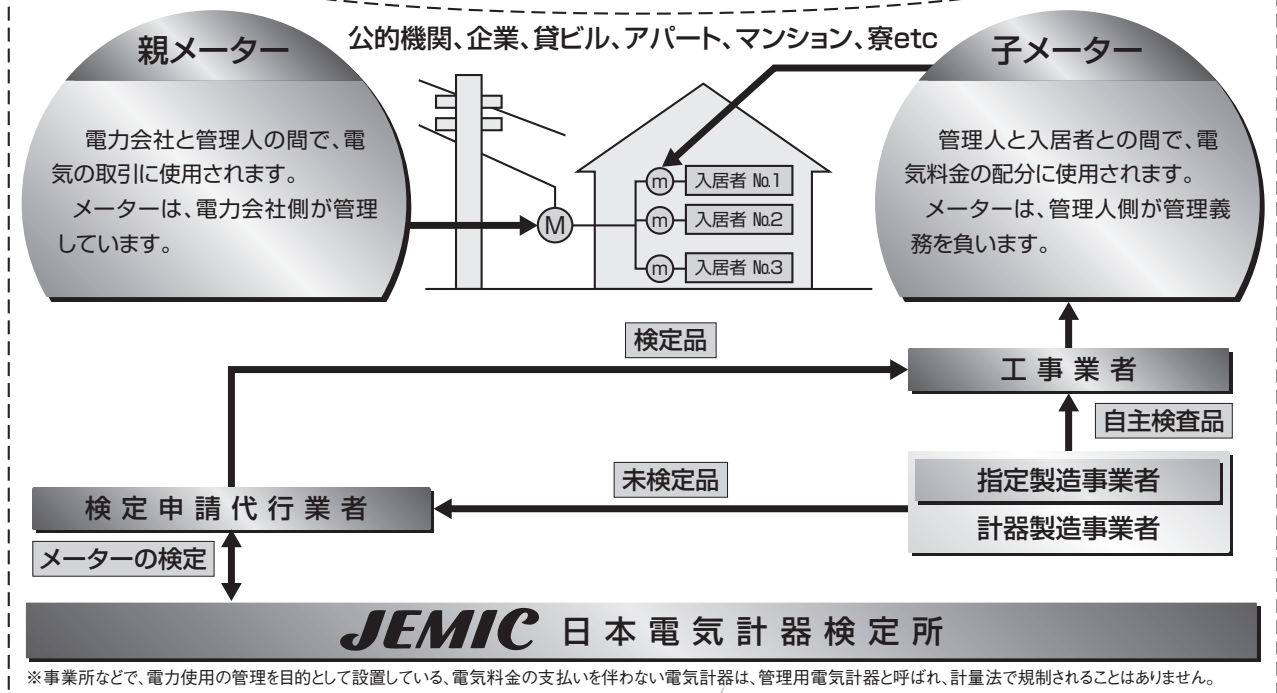 公的機関、企業、貸ビル、アパート、マンション、寮etc
親メーター
電力会社と管理人の間で、電
気の取引に使用されます。
メーターは、電力会社側が管理
しています。
M
m 入居者 №1
m 入居者 №2
m 入居者 №3
子メーター
管理人と入居者との間で、電
気料金の配分に使用されます。
メーターは、管理人側が管理義
務を負います。
検定品
工事業者
自主検査品
指定製造事業者
計器製造事業者
未検定品
検定申請代行業者
メーターの検定
JEMIC 日本電気計器検定所
※事業所などで、電力使用の管理を目的として設置している、電気料金の支払いを伴わない電気計器は、管理用電気計器と呼ばれ、計量法で規制されることはありません。